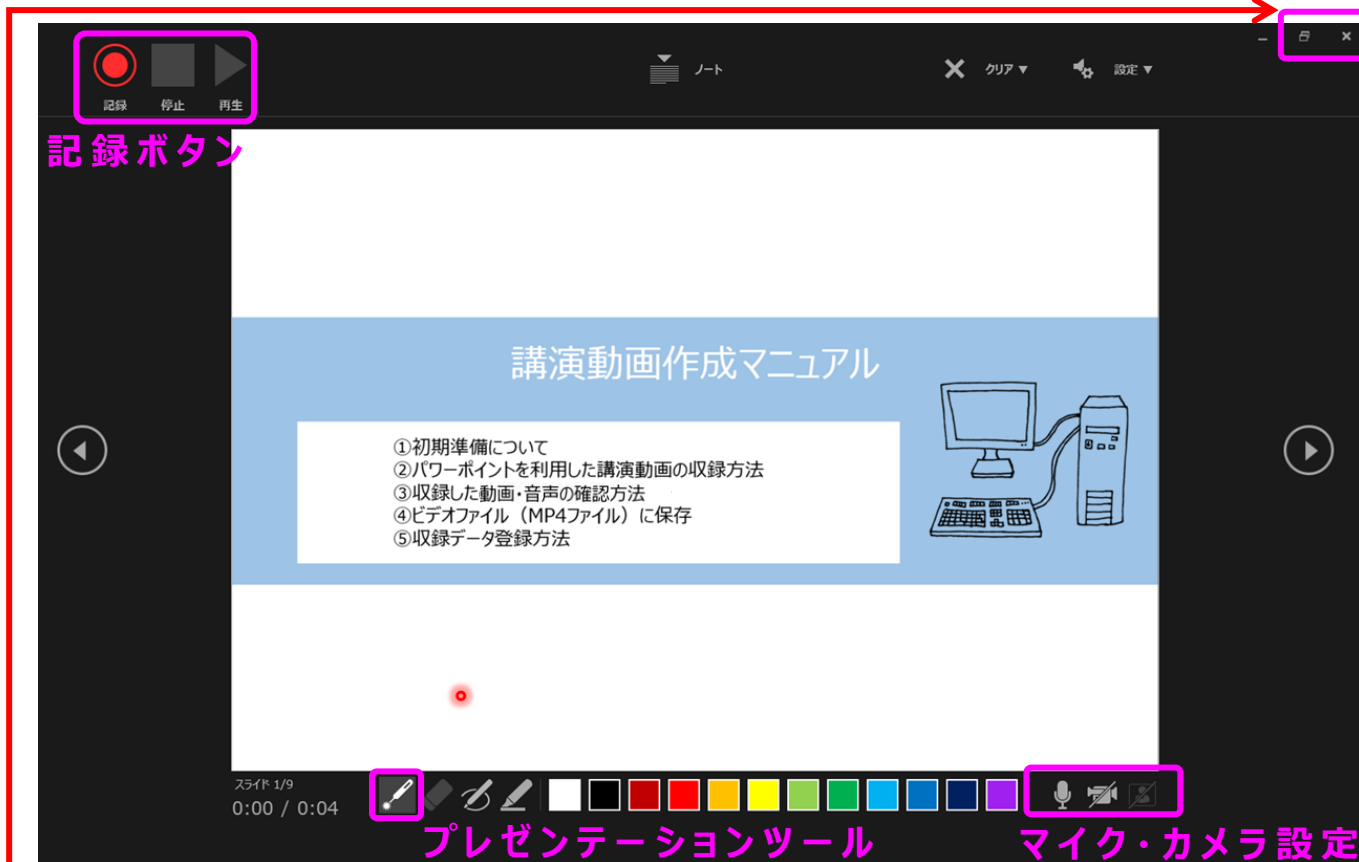 記録 停止 再生
ノート
クリア▼
設定▼
記録ボタン
講演動画作成マニュアル
①初期準備について
②パワーポイントを利用した講演動画の収録方法
③収録した動画・音声の確認方法
④ビデオファイル（MP4ファイル）に保存
⑤収録データ登録方法
スライド 1/9
0:00 / 0:04
プレゼンテーションツール
マイク・カメラ設定